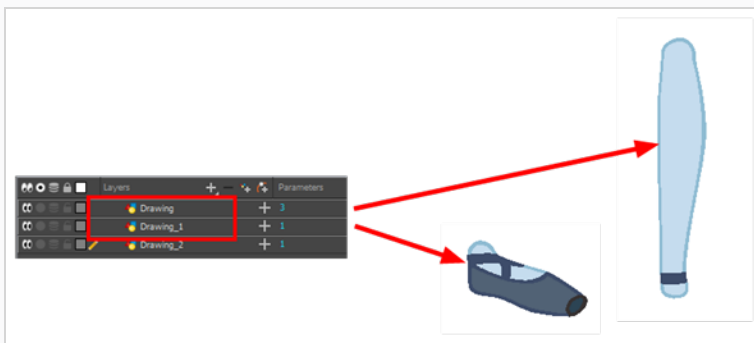 Layers Parameters
Drawing 3
Drawing_1 1
Drawing_2 1